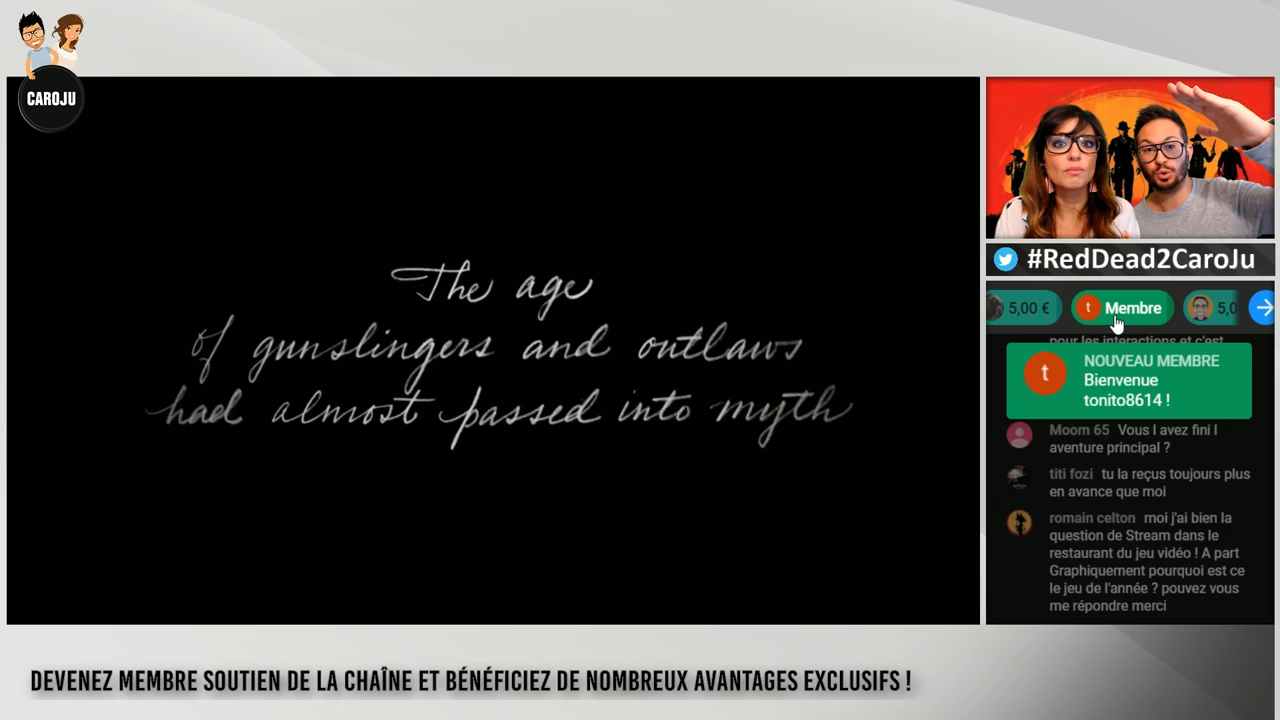 CAROJU
The age
of gunslingers and outlaws
had almost passed into myth
#RedDead2CaroJu
5,00 €
t
Membre
5,0
pour les interactions et c'est
t
NOUVEAU MEMBRE
Bienvenue
tonito8614 !
Moom 65 Vous l avez fini l
aventure principal ?
titi fozi tu la reçus toujours plus
en avance que moi
romain celton moi j'ai bien la
question de Stream dans le
restaurant du jeu vidéo ! A part
Graphiquement pourquoi est ce
le jeu de l'année ? pouvez vous
me répondre merci
DEVENEZ MEMBRE SOUTIEN DE LA CHAÎNE ET BÉNÉFICIEZ DE NOMBREUX AVANTAGES EXCLUSIFS !